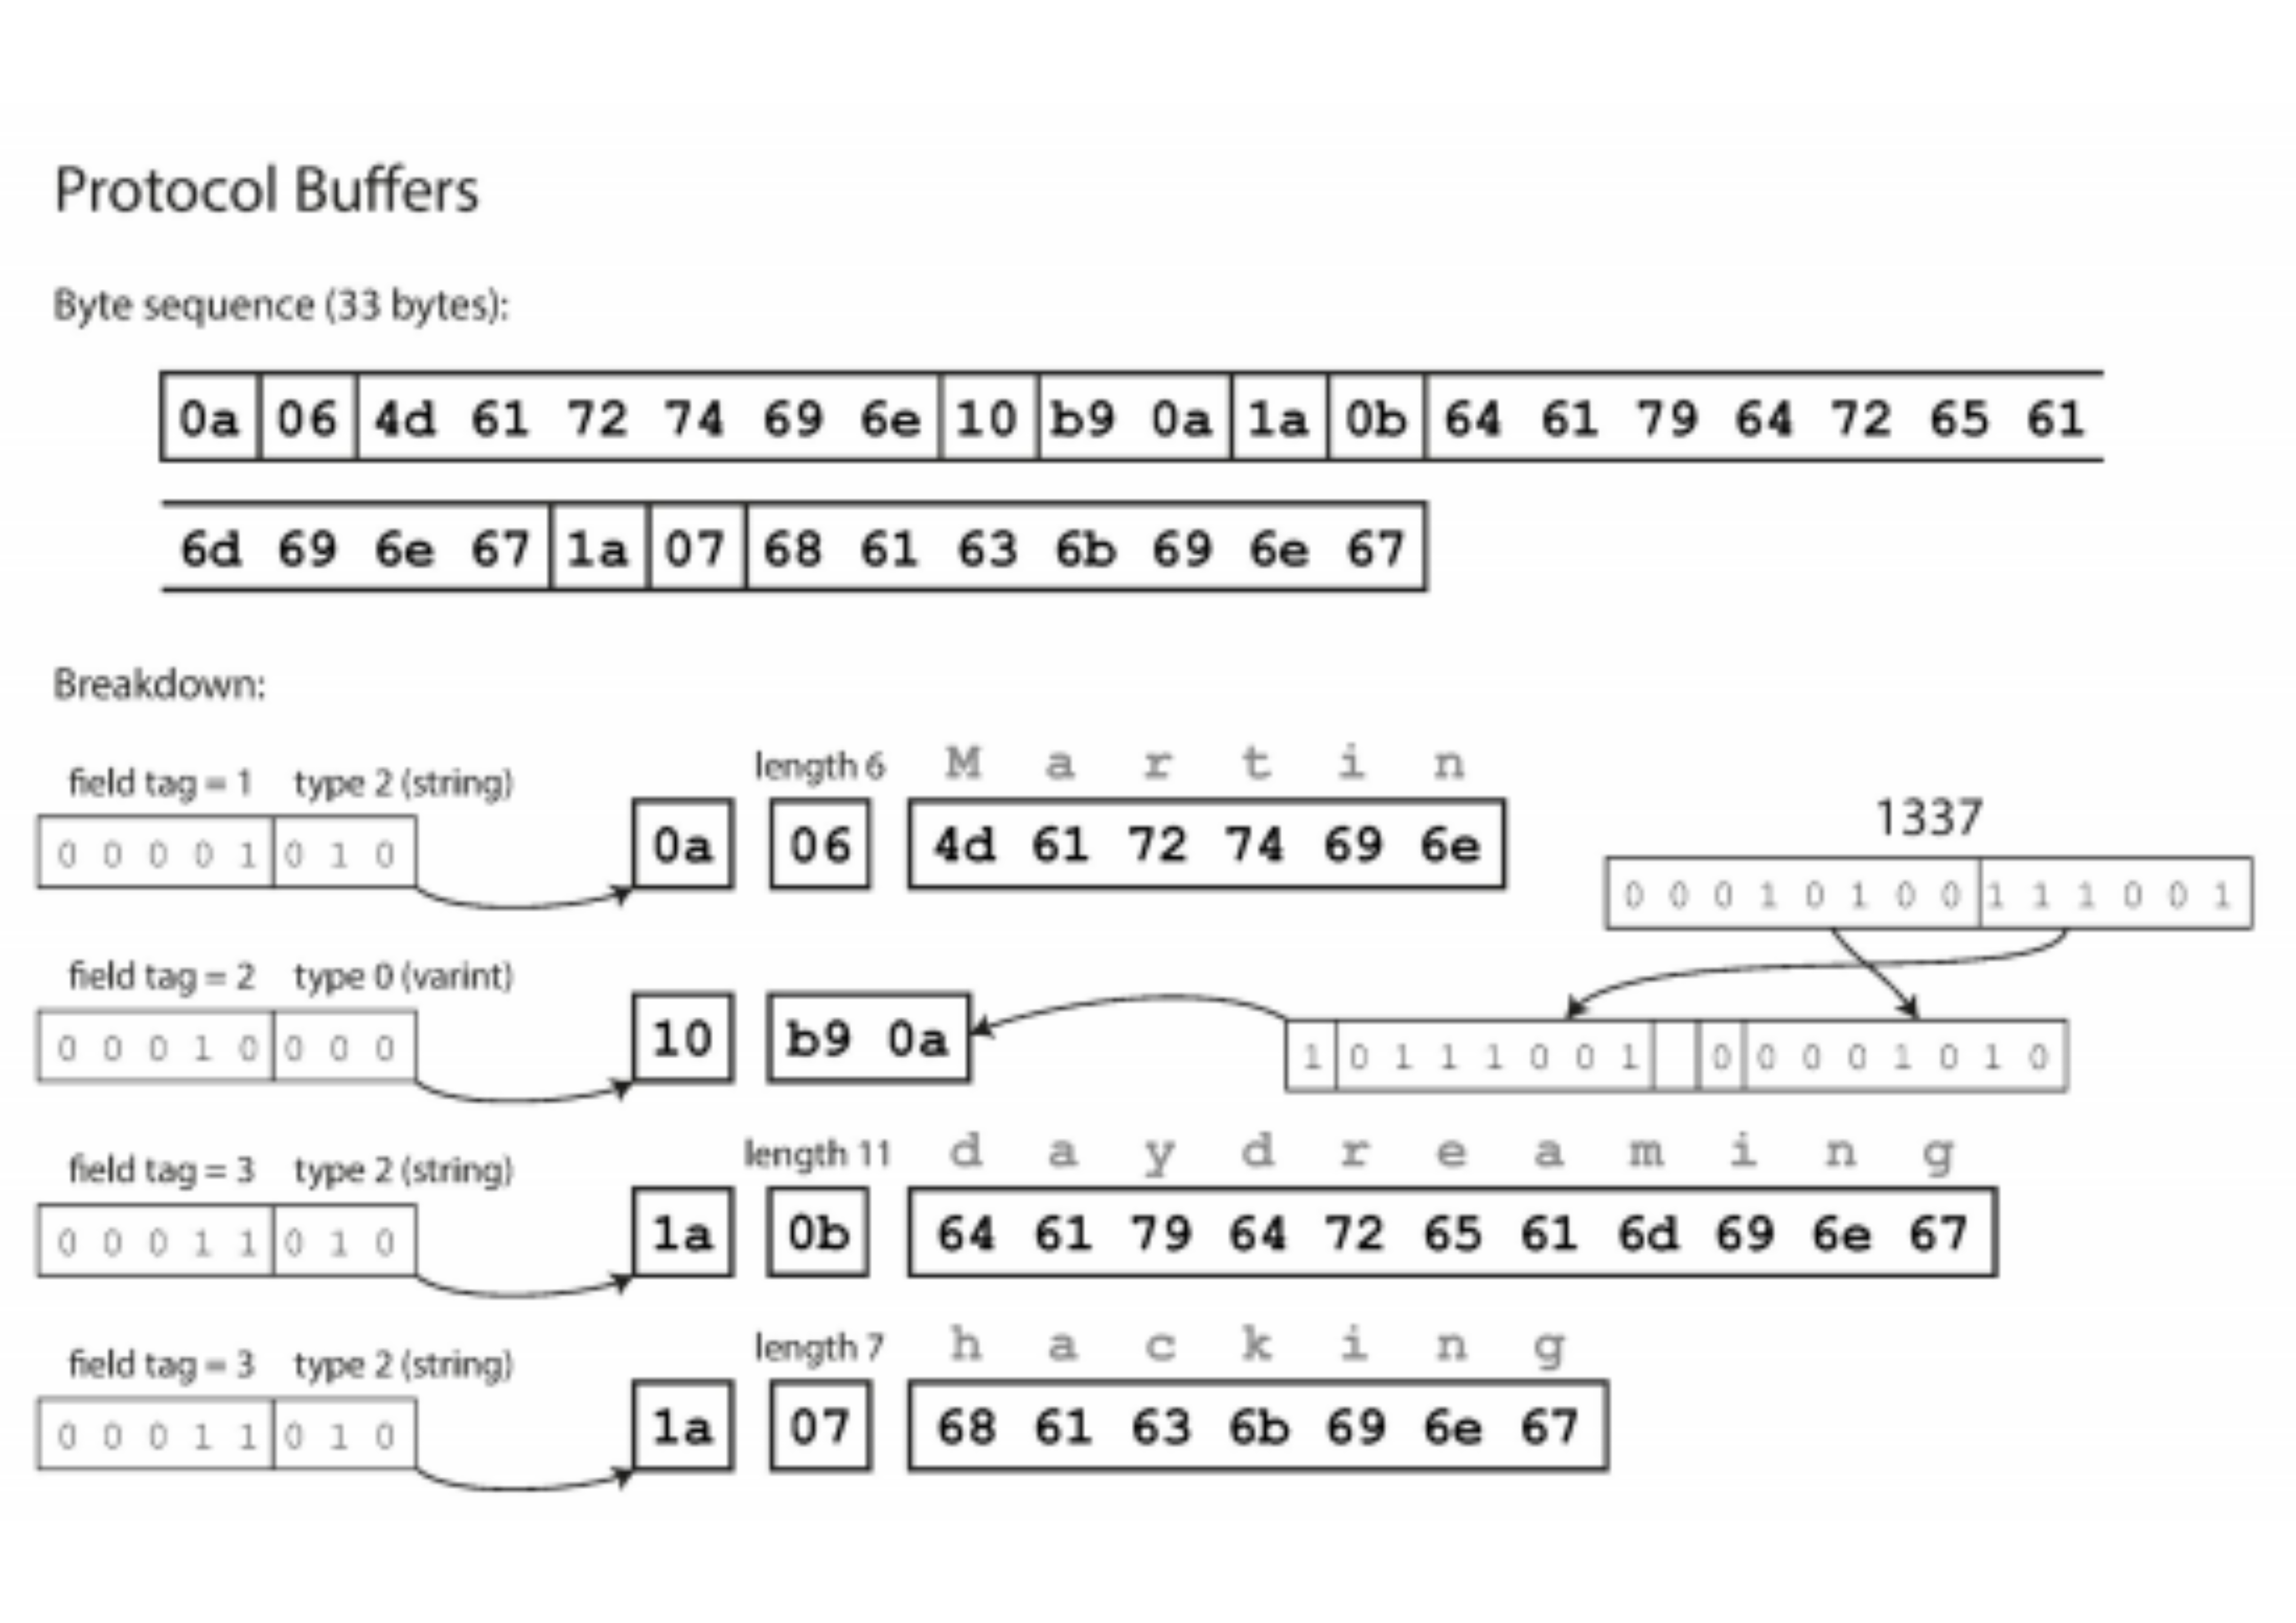 Protocol Buffers
Byte sequence (33 bytes):
0a 06 4d 61 72 74 69 6e 10 b9 0a 1a 0b 64 61 79 64 72 65 61
6d 69 6e 67 1a 07 68 61 63 6b 69 6e 67
Breakdown:
field tag = 1 type 2 (string) length 6 M a r t i n
0 0 0 0 1 0 1 0 0a 06 4d 61 72 74 69 6e
1337
0 0 0 1 0 1 0 0 1 1 1 0 0 1
field tag = 2 type 0 (varint)
0 0 0 1 0 0 0 0 10 b9 0a 1 0 1 1 1 0 0 1 0 0 0 0 1 0 1 0
field tag = 3 type 2 (string) length 11 d a y d r e a m i n g
0 0 0 1 1 0 1 0 1a 0b 64 61 79 64 72 65 61 6d 69 6e 67
field tag = 3 type 2 (string) length 7 h a c k i n g
0 0 0 1 1 0 1 0 1a 07 68 61 63 6b 69 6e 67